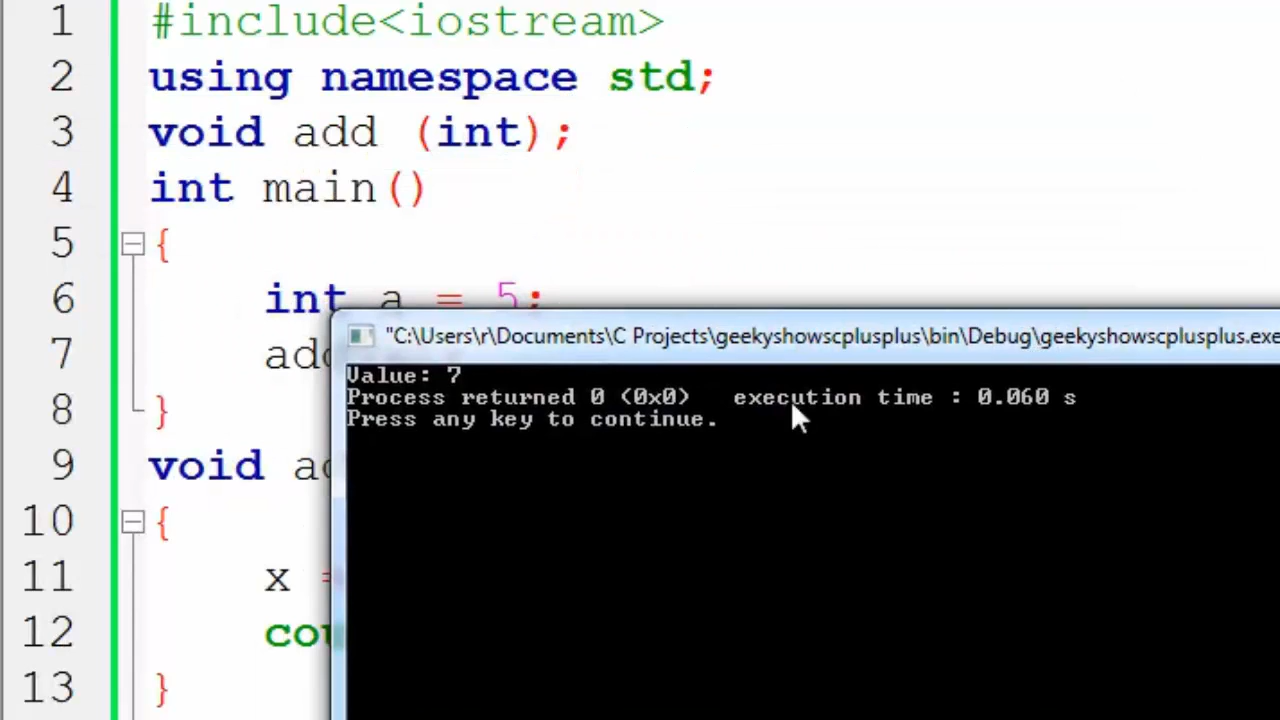 1 #include<iostream>
2 using namespace std;
3 void add (int);
4 int main()
5 {
6 int a = 5;
7
8 }
9 void
10 {
11 x
12
13 }
"C:\Users\r\Documents\C Projects\geekyshowscplusplus\bin\Debug\geekyshowscplusplus.exe
Value: 7
Process returned 0 (0x0)   execution time : 0.060 s
Press any key to continue.